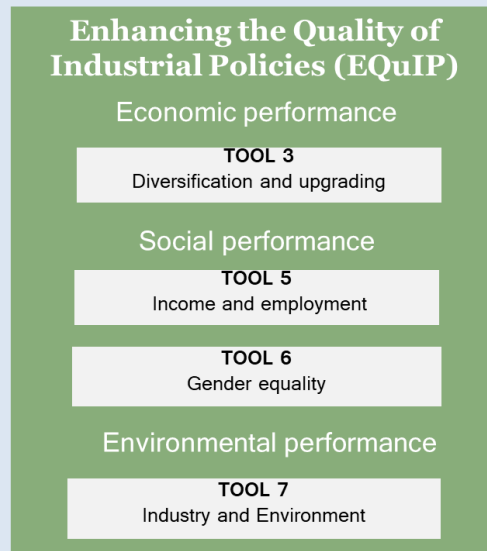 Enhancing the Quality of
Industrial Policies (EQuIP)
Economic performance
TOOL 3
Diversification and upgrading
Social performance
TOOL 5
Income and employment
TOOL 6
Gender equality
Environmental performance
TOOL 7
Industry and Environment